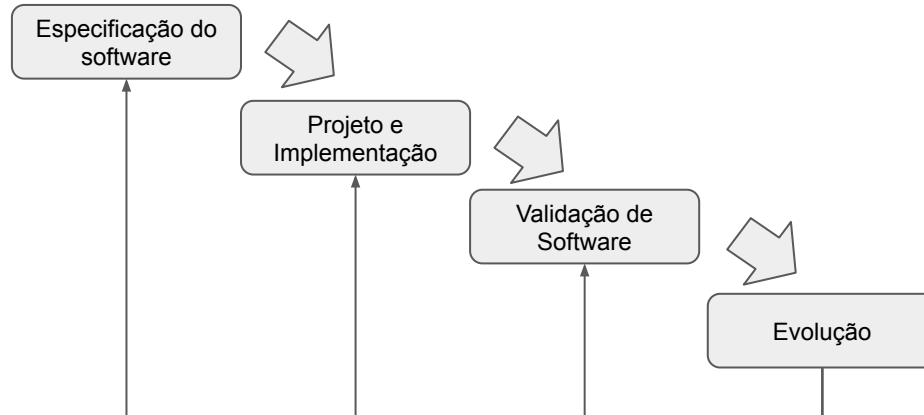 Especificação do
software
Projeto e
Implementação
Validação de
Software
Evolução